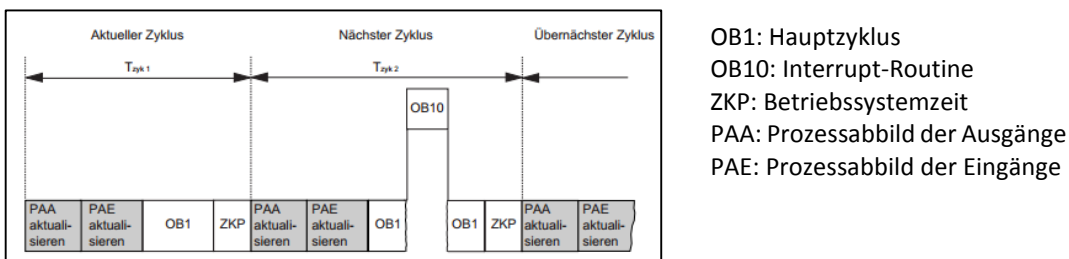 Aktueller Zyklus Nächster Zyklus Übernächster Zyklus
Tzyk 1 Tzyk 2
OB10
PAA aktuali- sieren PAE aktuali- sieren OB1 ZKP PAA aktuali- sieren PAE aktuali- sieren OB1 OB1 ZKP PAA aktuali- sieren PAE aktuali- sieren
OB1: Hauptzyklus
OB10: Interrupt-Routine
ZKP: Betriebssystemzeit
PAA: Prozessabbild der Ausgänge
PAE: Prozessabbild der Eingänge